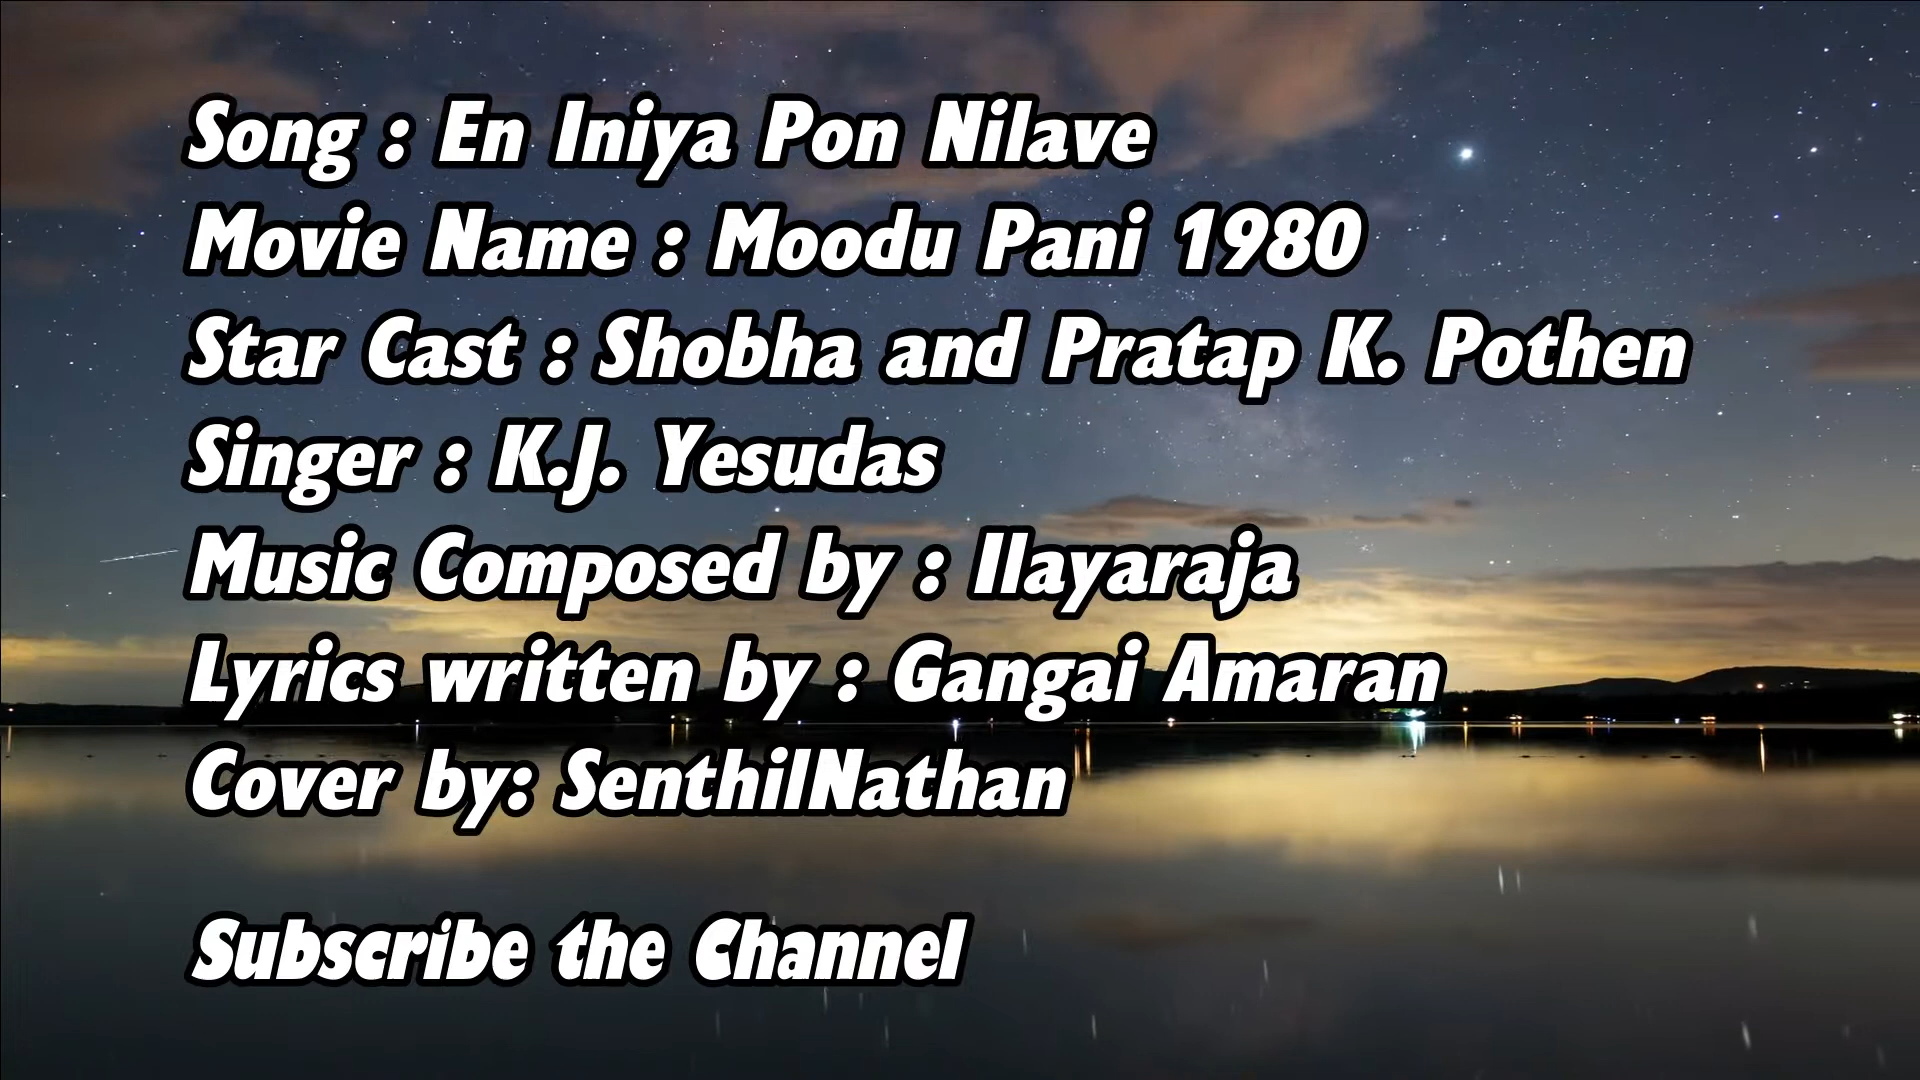 Song : En Iniya Pon Nilave
Movie Name : Moodu Pani 1980
Star Cast : Shobha and Pratap K. Pothen
Singer : K.J. Yesudas
Music Composed by : Ilayaraja
Lyrics written by : Gangai Amaran
Cover by: SenthilNathan
Subscribe the Channel